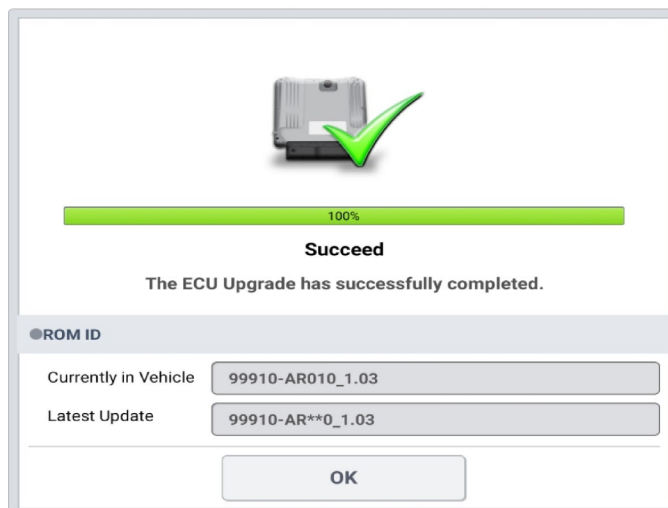 100%
Succeed
The ECU Upgrade has successfully completed.
ROM ID
Currently in Vehicle 99910-AR010_1.03
Latest Update 99910-AR**0_1.03
OK